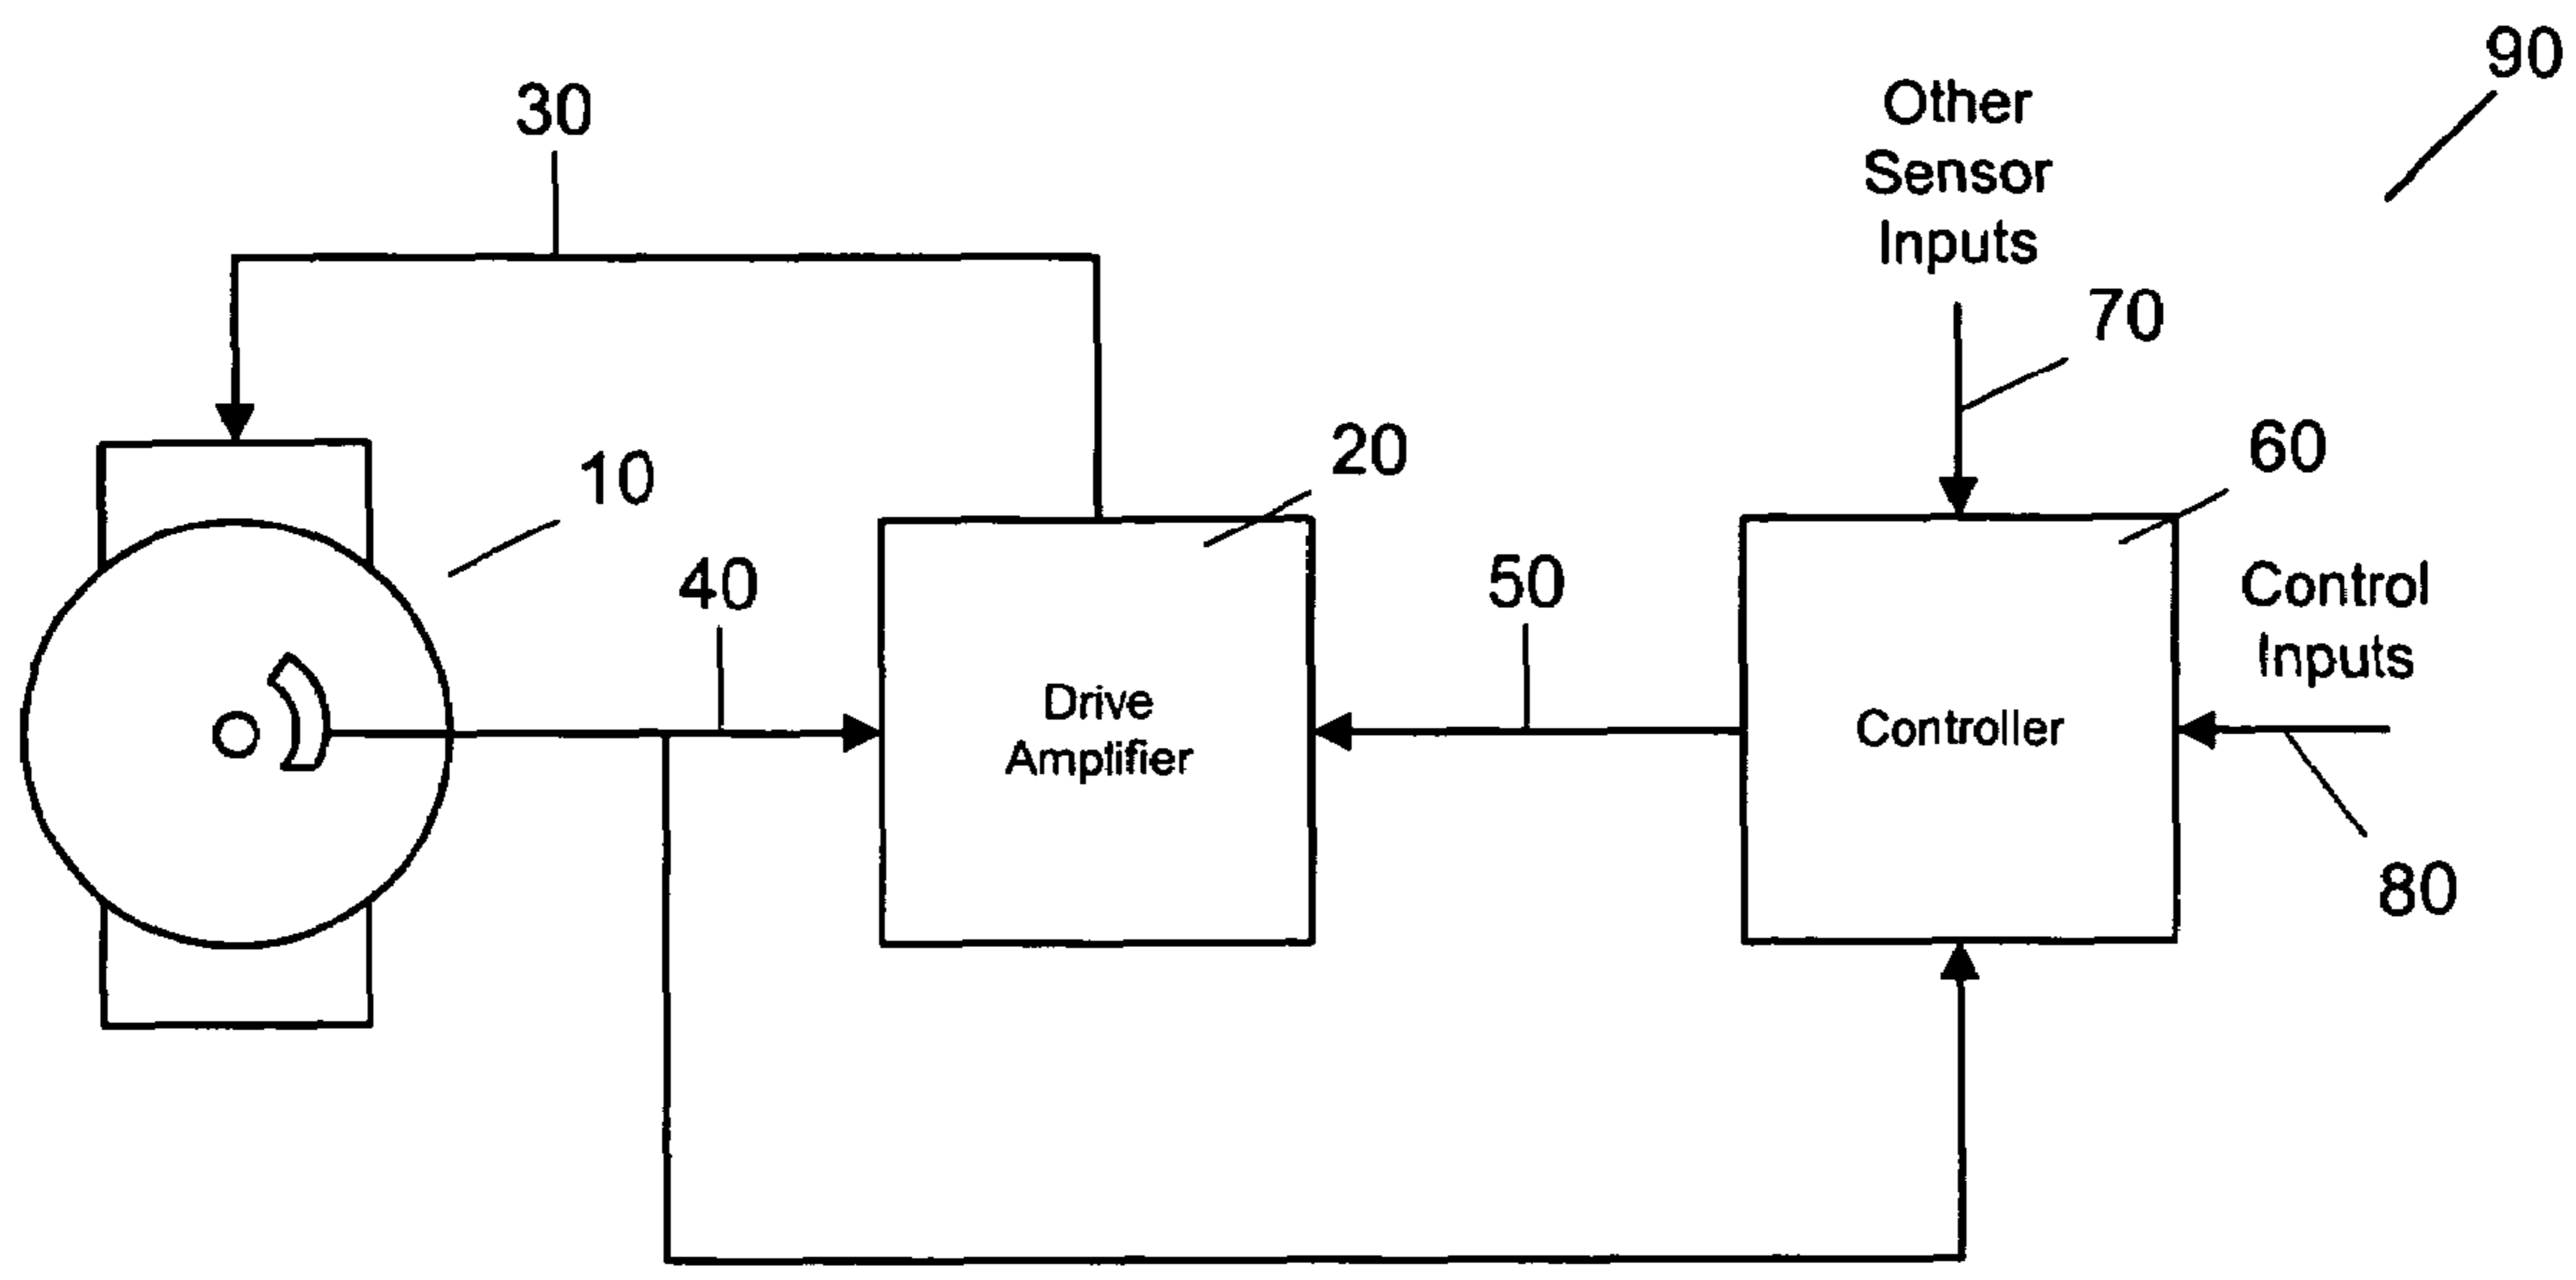 90
30
Other
Sensor
Inputs
70
20
60
10
40
50
Control
Inputs
Drive
Amplifier
Controller
80